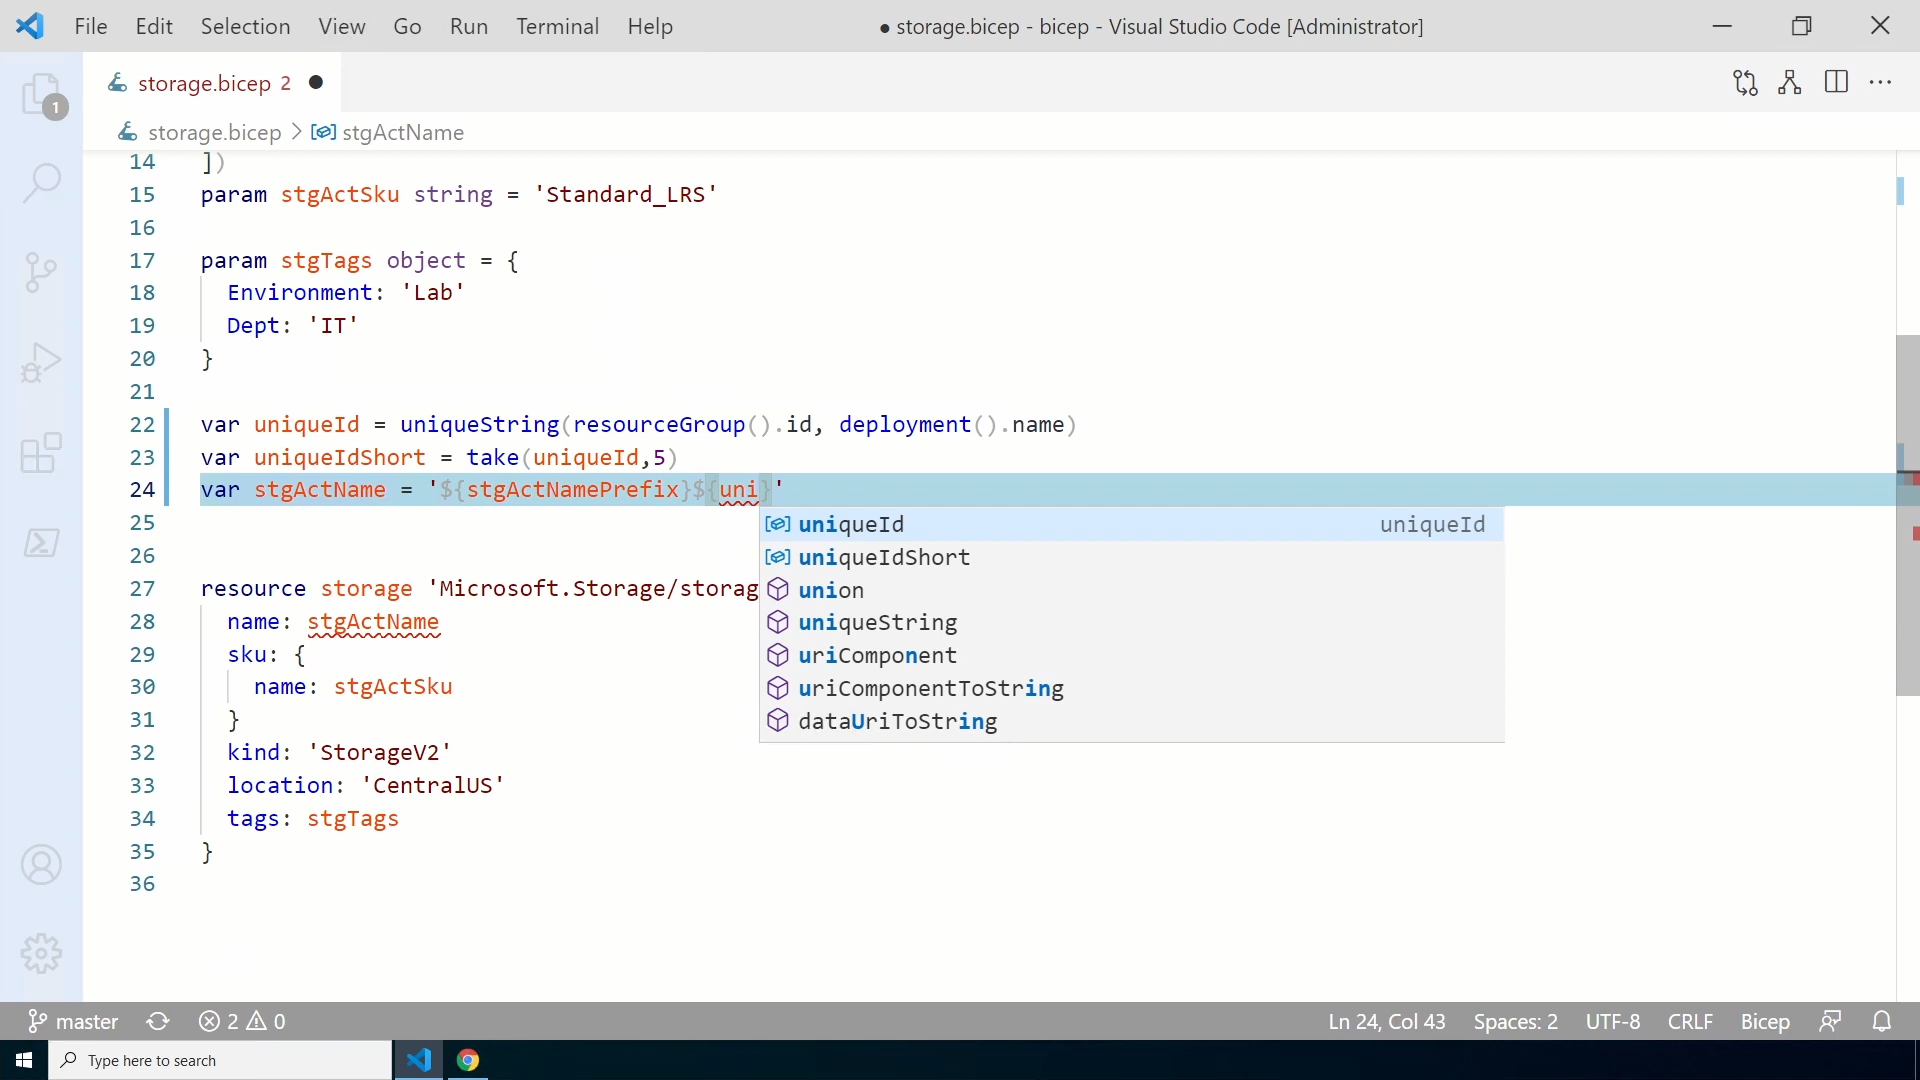 File Edit Selection View Go Run Terminal Help
● storage.bicep - bicep - Visual Studio Code [Administrator]
1
storage.bicep 2 ●
storage.bicep > stgActName
14 ])
15 param stgActSku string = 'Standard_LRS'
16
17 param stgTags object = {
18 Environment: 'Lab'
19 Dept: 'IT'
20 }
21
22 var uniqueId = uniqueString(resourceGroup().id, deployment().name)
23 var uniqueIdShort = take(uniqueId,5)
24 var stgActName = '${stgActNamePrefix}${uni}'
25
26
27 resource storage 'Microsoft.Storage/storag
28 name: stgActName
29 sku: {
30 name: stgActSku
31 }
32 kind: 'StorageV2'
33 location: 'CentralUS'
34 tags: stgTags
35 }
36
uniqueId uniqueId
uniqueIdShort
union
uniqueString
uriComponent
uriComponentToString
dataUriToString
master 2 0
Ln 24, Col 43 Spaces: 2 UTF-8 CRLF Bicep
Type here to search